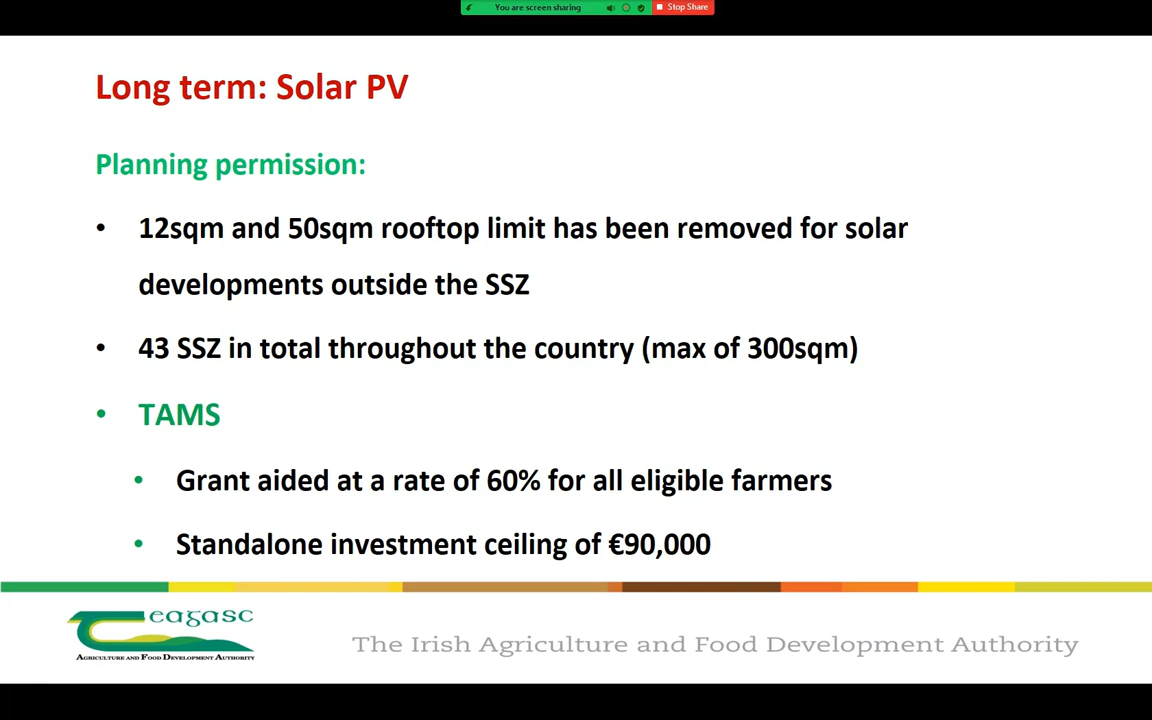 You are screen sharing
Stop Share
Long term: Solar PV
Planning permission:
• 12sqm and 50sqm rooftop limit has been removed for solar
developments outside the SSZ
• 43 SSZ in total throughout the country (max of 300sqm)
• TAMS
• Grant aided at a rate of 60% for all eligible farmers
• Standalone investment ceiling of €90,000
eagasc
AGRICULTURE AND FOOD DEVELOPMENT AUTHORITY
The Irish Agriculture and Food Development Authority